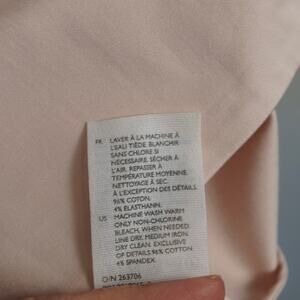 FR LAVER À LA MACHINE À
L'EAU TIÈDE. BLANCHIR
SANS CHLORE SI
NÉCESSAIRE. SÉCHER À
L'AIR. REPASSER À
TEMPÉRATURE MOYENNE.
NETTOYAGE À SEC.
À L'EXCEPTION DES DÉTAILS.
96% COTON.
4% ÉLASTHANN.
US MACHINE WASH WARM
ONLY NON-CHLORINE
BLEACH, WHEN NEEDED.
LINE DRY. MEDIUM IRON.
DRY CLEAN. EXCLUSIVE
OF DETAILS 96% COTTON
4% SPANDEX.
O/N 263706